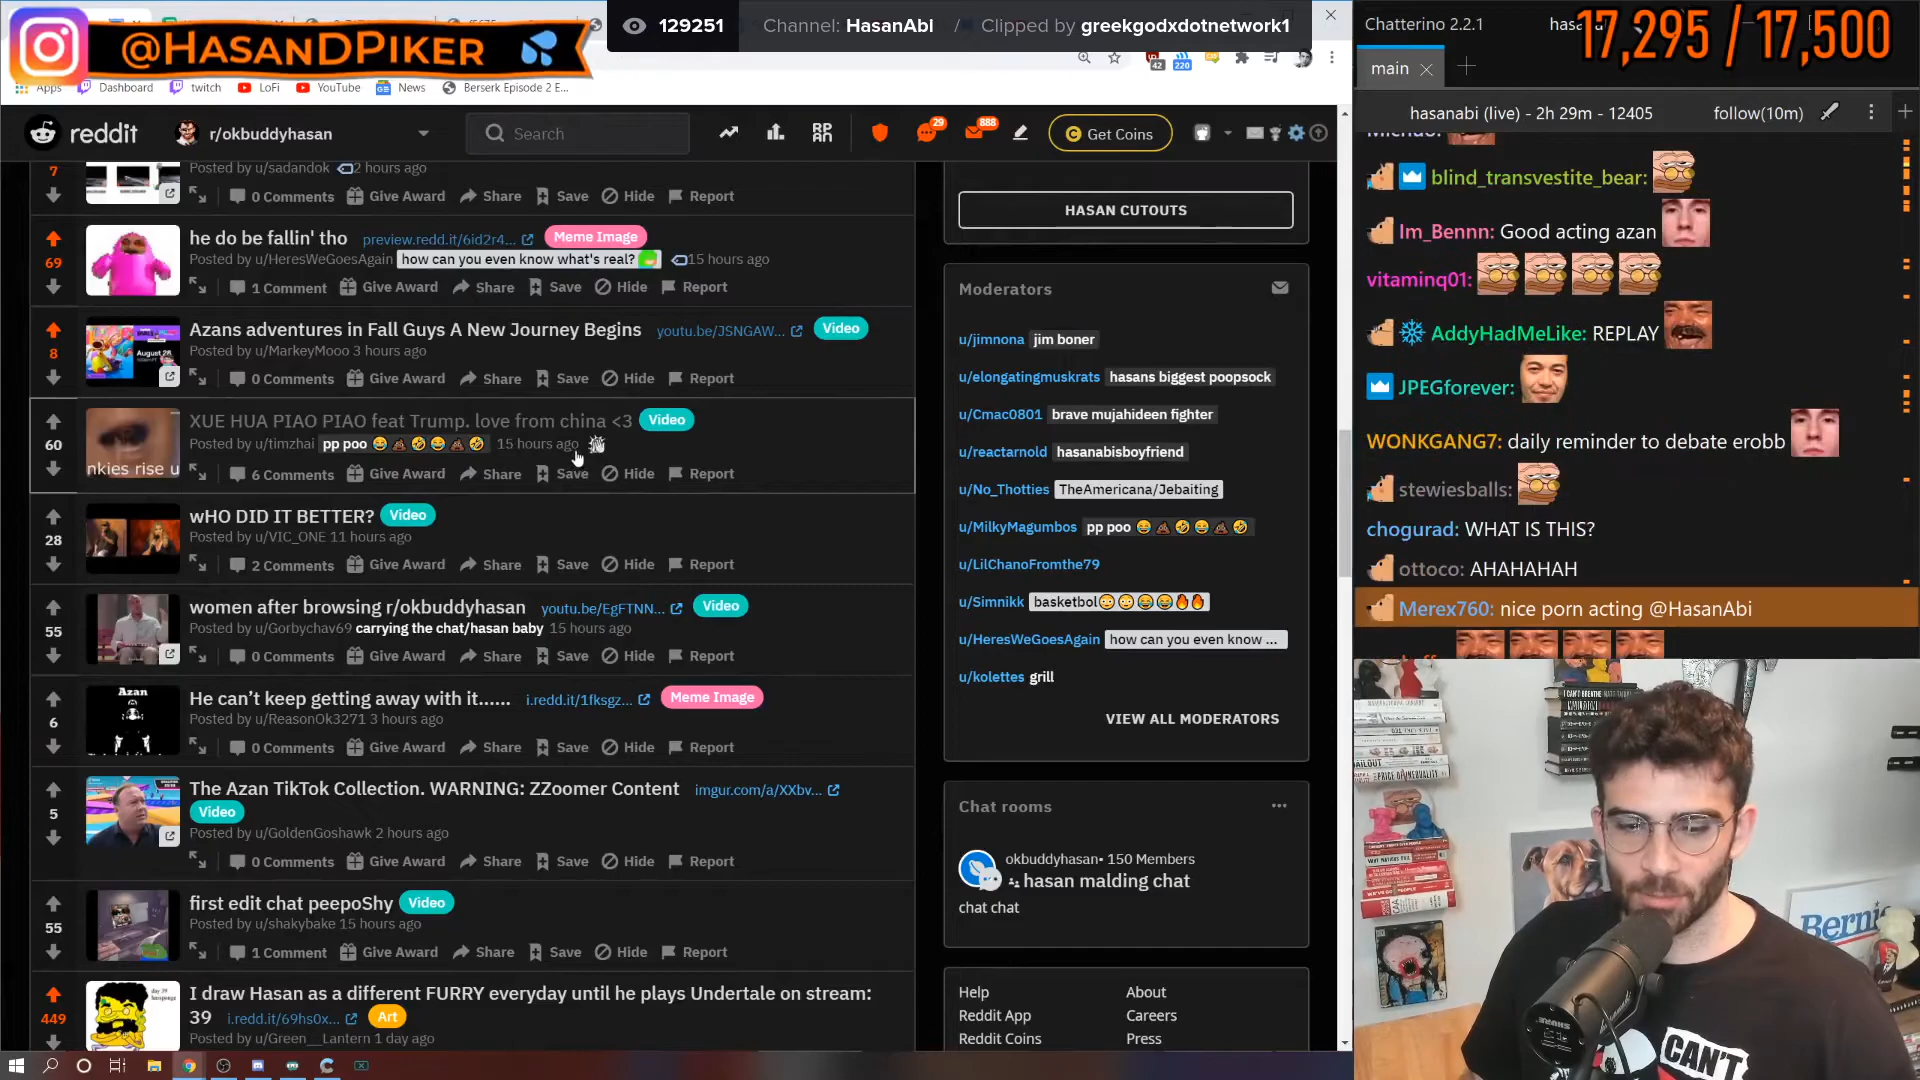 @HasanDPiker
129251
Channel: HasanAbi / Clipped by greekgodxdotnetwork1
Chatterino 2.2.1
17,295 / 17,500
42
220
Apps
Dashboard
twitch
LoFi
YouTube
News
Berserk Episode 2 E...
main
hasanabi (live) - 2h 29m - 12405
follow(10m)
reddit
r/okbuddyhasan
Search
29
888
Get Coins
7
Posted by u/sadandok 2 hours ago
0 Comments Give Award Share Save Hide Report
he do be fallin' tho preview.redd.it/6id2r4... Meme Image
69
Posted by u/HeresWeGoesAgain how can you even know what's real? 15 hours ago
1 Comment Give Award Share Save Hide Report
Azans adventures in Fall Guys A New Journey Begins youtu.be/JSNGAW... Video
August 26
8
Posted by u/MarkeyMooo 3 hours ago
0 Comments Give Award Share Save Hide Report
XUE HUA PIAO PIAO feat Trump. love from china <3 Video
60
Posted by u/timzhai pp poo 😂💩🤣😂💩🤣 15 hours ago
nkies rise u
6 Comments Give Award Share Save Hide Report
wHO DID IT BETTER? Video
28
Posted by u/VIC_ONE 11 hours ago
2 Comments Give Award Share Save Hide Report
women after browsing r/okbuddyhasan youtu.be/EgFTNN... Video
55
Posted by u/Gorbychav69 carrying the chat/hasan baby 15 hours ago
0 Comments Give Award Share Save Hide Report
Azan
He can't keep getting away with it...... i.redd.it/1fksgz... Meme Image
6
Posted by u/ReasonOk3271 3 hours ago
0 Comments Give Award Share Save Hide Report
The Azan TikTok Collection. WARNING: ZZoomer Content imgur.com/a/XXbv...
Video
5
Posted by u/GoldenGoshawk 2 hours ago
0 Comments Give Award Share Save Hide Report
first edit chat peepoShy Video
55
Posted by u/shakybake 15 hours ago
1 Comment Give Award Share Save Hide Report
I draw Hasan as a different FURRY everyday until he plays Undertale on stream:
39 i.redd.it/69hs0x... Art
449
Posted by u/Green__Lantern 1 day ago
HASAN CUTOUTS
Moderators
u/jimnona jim boner
u/elongatingmuskrats hasans biggest poopsock
u/Cmac0801 brave mujahideen fighter
u/reactarnold hasanabisboyfriend
u/No_Thotties TheAmericana/Jebaiting
u/MilkyMagumbos pp poo 😂💩🤣😂💩🤣
u/LilChanoFromthe79
u/Simnikk basketbol😳😳😂😂🔥🔥
u/HeresWeGoesAgain how can you even know ...
u/kolettes grill
VIEW ALL MODERATORS
Chat rooms
okbuddyhasan• 150 Members
hasan malding chat
chat chat
Help
About
Reddit App
Careers
Reddit Coins
Press
blind_transvestite_bear:
Im_Bennn: Good acting azan
vitaminq01:
AddyHadMeLike: REPLAY
JPEGforever:
WONKGANG7: daily reminder to debate erobb
stewiesballs:
chogurad: WHAT IS THIS?
ottoco: AHAHAHAH
Merex760: nice porn acting @HasanAbi
Bernie
CAN'T